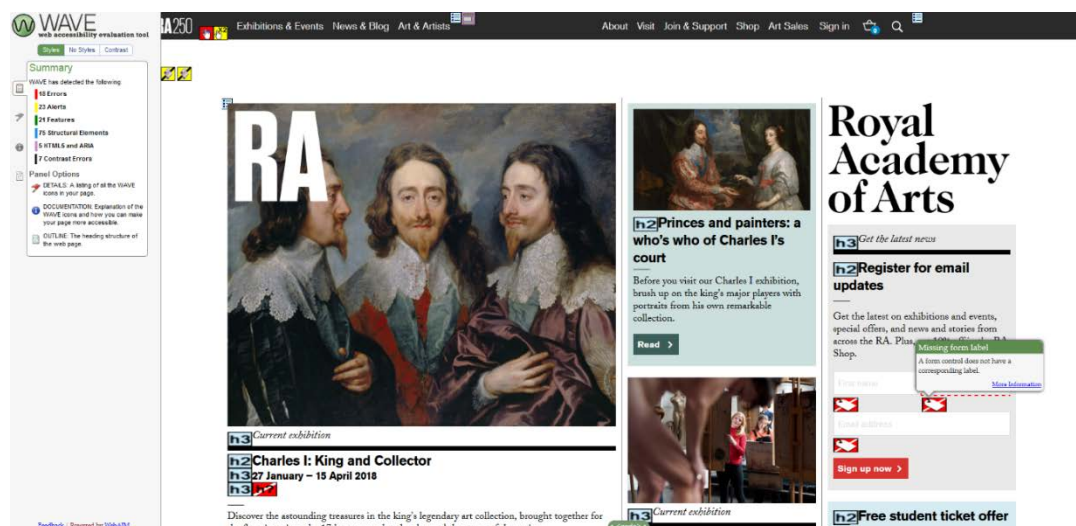 WAVE
web accessibility evaluation tool
Styles No Styles Contrast
Summary
WAVE has detected the following
18 Errors
23 Alerts
21 Features
75 Structural Elements
5 HTML5 and ARIA
7 Contrast Errors
Panel Options
DETAILS: A listing of all the WAVE
icons in your page.
DOCUMENTATION: Explanation of the
WAVE icons and how you can make
your page more accessible.
OUTLINE: The heading structure of
the web page.
Feedback | Powered by WebAIM
RA250 Exhibitions & Events News & Blog Art & Artists About Visit Join & Support Shop Art Sales Sign in
RA
h3 Current exhibition
h2 Charles I: King and Collector
h3 27 January – 15 April 2018
h3 h?
Discover the astounding treasures in the king's legendary art collection, brought together for
h2 Princes and painters: a
who's who of Charles I's
court
Before you visit our Charles I exhibition,
brush up on the king's major players with
portraits from his own remarkable
collection.
Read >
h3 Current exhibition
Royal
Academy
of Arts
h3 Get the latest news
h2 Register for email
updates
Get the latest on exhibitions and events,
special offers, and news and stories from
across the RA. Plus,
Shop.
Missing form label
A form control does not have a
corresponding label.
More Information
First name
Email address
Sign up now >
h2 Free student ticket offer